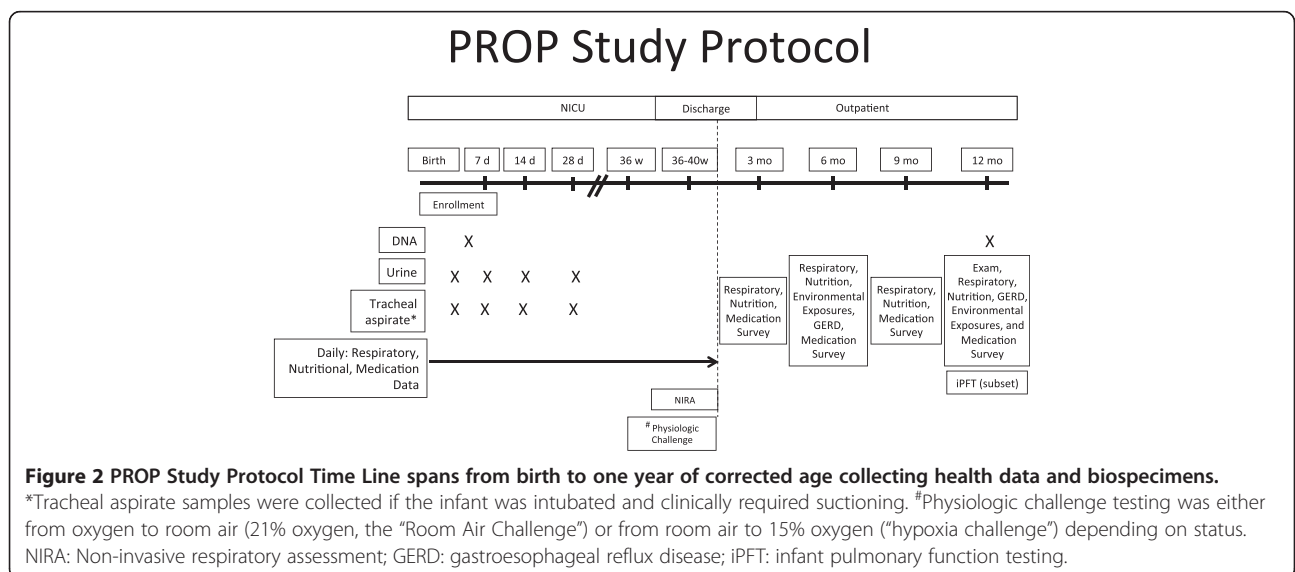 PROP Study Protocol
NICU
Discharge
Outpatient
Birth
7 d
14 d
28 d
36 w
36-40w
3 mo
6 mo
9 mo
12 mo
Enrollment
DNA
X
X
Urine
X X X X
Tracheal
aspirate*
X X X X
Respiratory,
Nutrition,
Medication
Survey
Respiratory,
Nutrition,
Environmental
Exposures,
GERD,
Medication
Survey
Respiratory,
Nutrition,
Medication
Survey
Exam,
Respiratory,
Nutrition, GERD,
Environmental
Exposures, and
Medication
Survey
Daily: Respiratory,
Nutritional, Medication
Data
iPFT (subset)
NIRA
# Physiologic
Challenge
Figure 2 PROP Study Protocol Time Line spans from birth to one year of corrected age collecting health data and biospecimens.
*Tracheal aspirate samples were collected if the infant was intubated and clinically required suctioning. #Physiologic challenge testing was either
from oxygen to room air (21% oxygen, the “Room Air Challenge”) or from room air to 15% oxygen (“hypoxia challenge”) depending on status.
NIRA: Non-invasive respiratory assessment; GERD: gastroesophageal reflux disease; iPFT: infant pulmonary function testing.